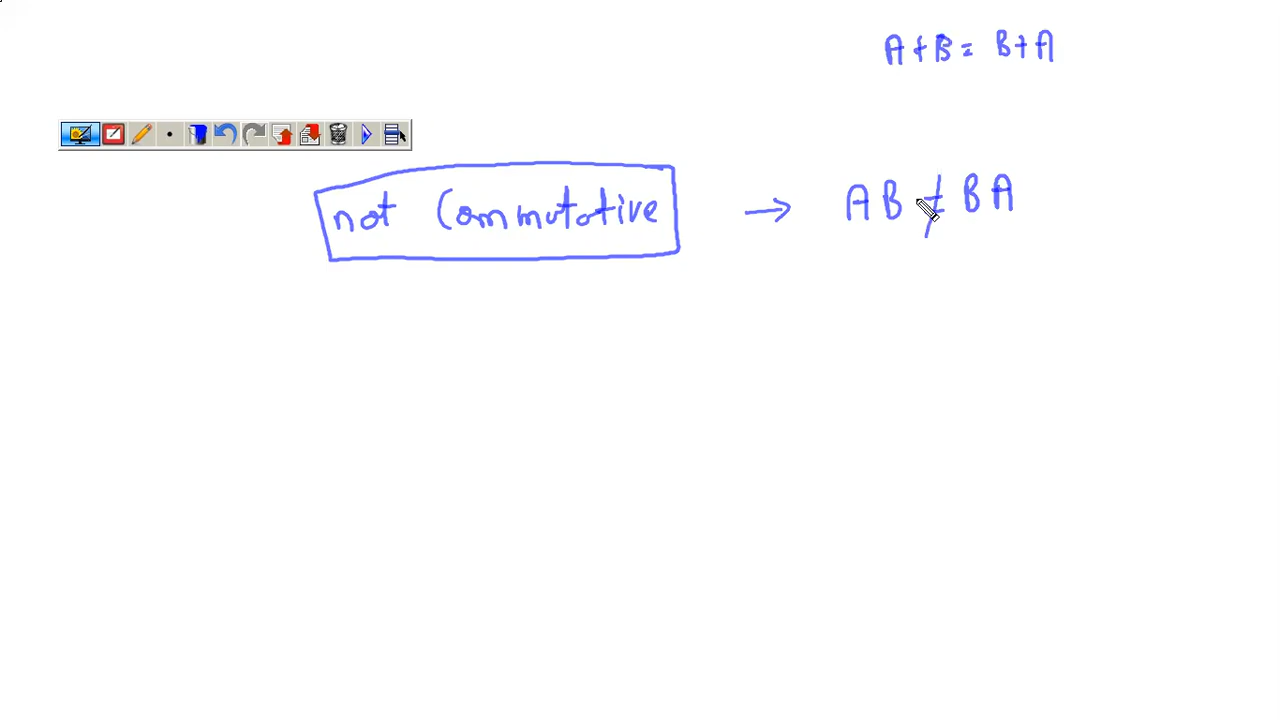 A + B = B + A
not Commutative → AB ≠ BA